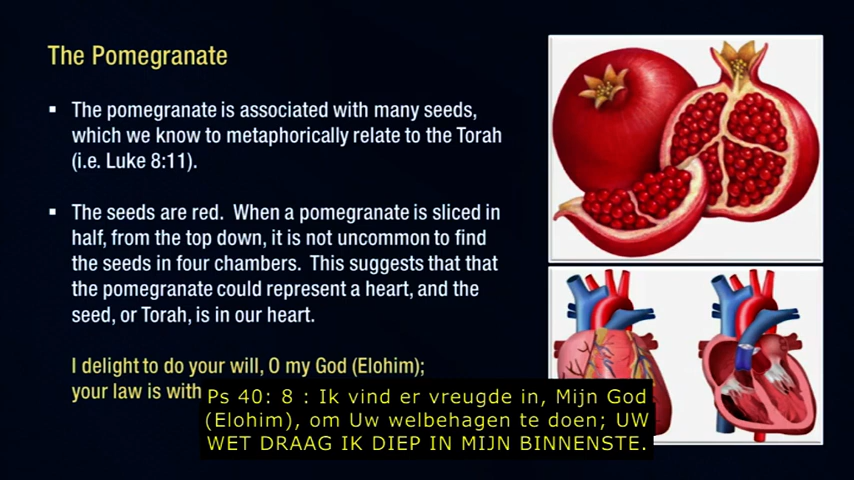 The Pomegranate
▪ The pomegranate is associated with many seeds,
which we know to metaphorically relate to the Torah
(i.e. Luke 8:11).
▪ The seeds are red. When a pomegranate is sliced in
half, from the top down, it is not uncommon to find
the seeds in four chambers. This suggests that that
the pomegranate could represent a heart, and the
seed, or Torah, is in our heart.
I delight to do your will, O my God (Elohim);
your law is with
Ps 40: 8 : Ik vind er vreugde in, Mijn God
(Elohim), om Uw welbehagen te doen; UW
WET DRAAG IK DIEP IN MIJN BINNENSTE.